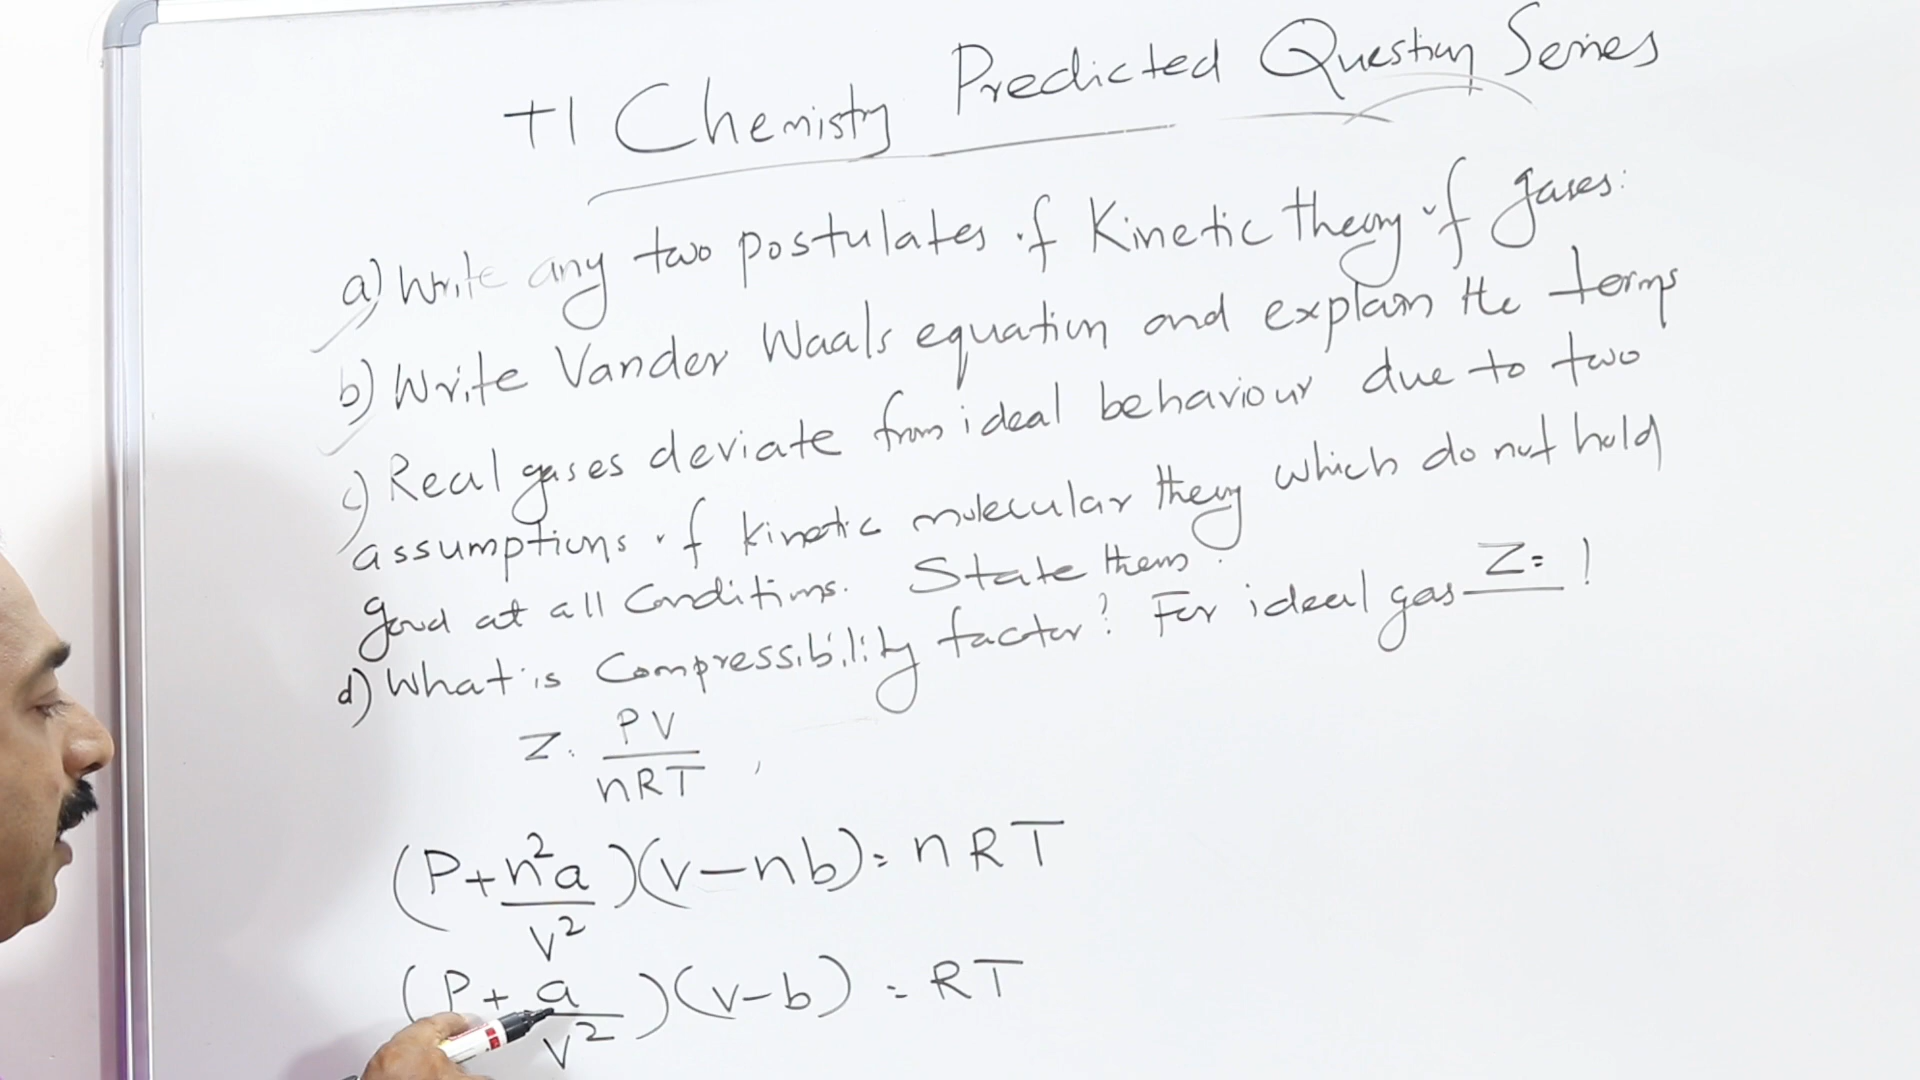 +1 Chemistry Predicted Question Series
a) Write any two postulates of Kinetic theory of gases.
b) Write Vander Waals equation and explain the terms
c) Real gases deviate from ideal behaviour due to two
assumptions of kinetic molecular theory which do not hold
good at all Conditions. State them.
d) What is Compressibility factor? For ideal gas Z = 1
Z = PV / nRT ,
(P + n²a / V²)(V – nb) = nRT
(P + a / V²)(V – b) = RT